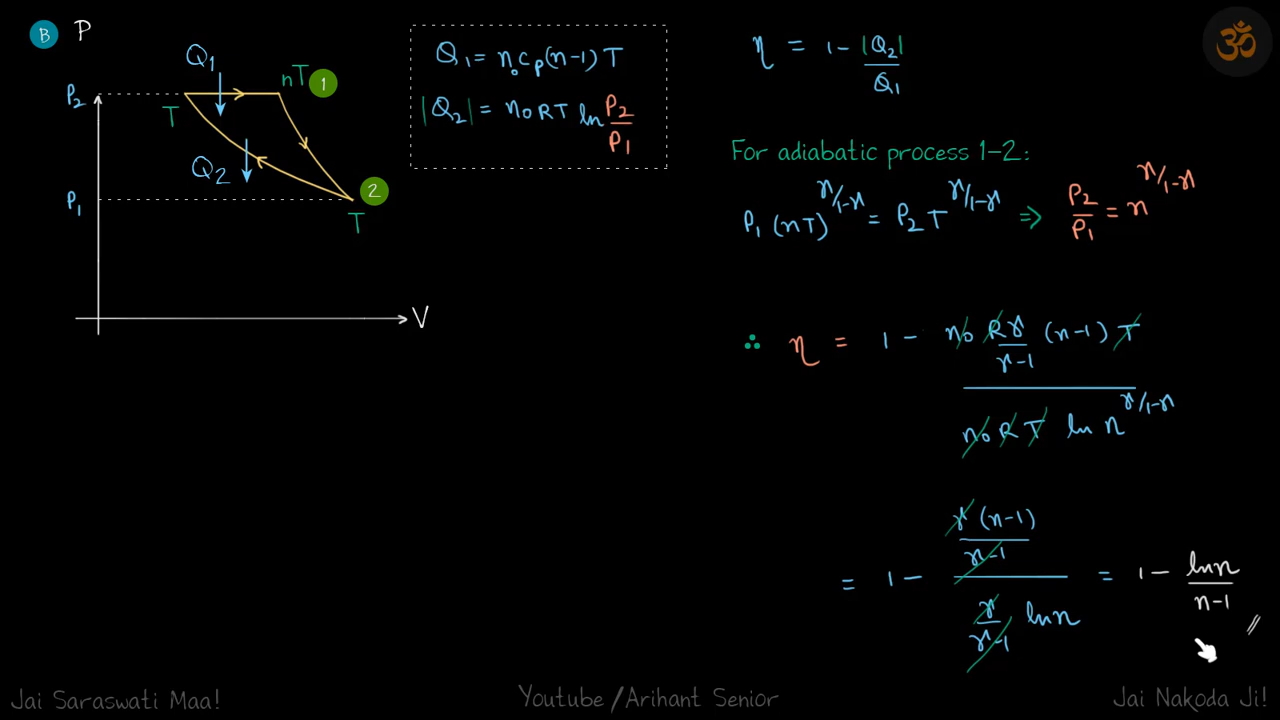 B P
Q₁
P₂
nT 1
T
Q₂
2
P₁
T
V
Q₁ = n₀ Cp (n-1) T
|Q₂| = n₀ RT ln P₂/P₁
η = 1 - |Q₂|/Q₁
For adiabatic process 1-2:
P₁ (nT)^γ/1-γ = P₂ T^γ/1-γ ⇒ P₂/P₁ = n^γ/1-γ
∴ η = 1 - (n₀ Rγ/γ-1 (n-1) T)/(n₀ R T ln n^γ/1-γ)
= 1 - (γ (n-1)/γ-1)/(γ/γ-1 ln n) = 1 - ln n/n-1 //
ॐ
Jai Saraswati Maa!
Youtube /Arihant Senior
Jai Nakoda Ji!